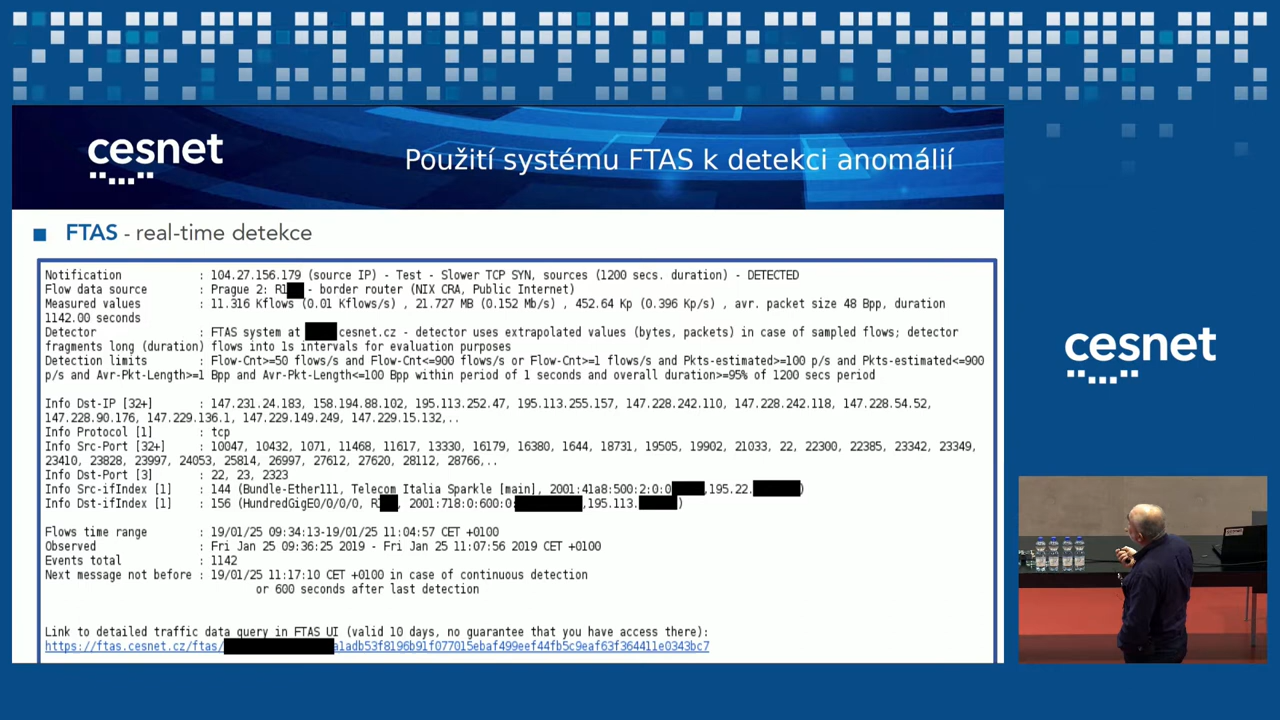 cesnet
Použití systému FTAS k detekci anomálií
FTAS - real-time detekce
Notification : 104.27.156.179 (source IP) - Test - Slower TCP SYN, sources (1200 secs. duration) - DETECTED
Flow data source : Prague 2: R1 - border router (NIX CRA, Public Internet)
Measured values : 11.316 Kflows (0.01 Kflows/s) , 21.727 MB (0.152 Mb/s) , 452.64 Kp (0.396 Kp/s) , avr. packet size 48 Bpp, duration
1142.00 seconds
Detector : FTAS system at cesnet.cz - detector uses extrapolated values (bytes, packets) in case of sampled flows; detector
fragments long (duration) flows into 1s intervals for evaluation purposes
Detection limits : Flow-Cnt>=50 flows/s and Flow-Cnt<=900 flows/s or Flow-Cnt>=1 flows/s and Pkts-estimated>=100 p/s and Pkts-estimated<=900
p/s and Avr-Pkt-Length>=1 Bpp and Avr-Pkt-Length<=100 Bpp within period of 1 seconds and overall duration>=95% of 1200 secs period
Info Dst-IP [32+] : 147.231.24.183, 158.194.88.102, 195.113.252.47, 195.113.255.157, 147.228.242.110, 147.228.242.118, 147.228.54.52,
147.228.90.176, 147.229.136.1, 147.229.149.249, 147.229.15.132,..
Info Protocol [1] : tcp
Info Src-Port [32+] : 10047, 10432, 1071, 11468, 11617, 13330, 16179, 16380, 1644, 18731, 19505, 19902, 21033, 22, 22300, 22385, 23342, 23349,
23410, 23828, 23997, 24053, 25814, 26997, 27612, 27620, 28112, 28766,..
Info Dst-Port [3] : 22, 23, 2323
Info Src-ifIndex [1] : 144 (Bundle-Ether111, Telecom Italia Sparkle [main], 2001:41a8:500:2:0:0 ,195.22. )
Info Dst-ifIndex [1] : 156 (HundredGigE0/0/0/0, R , 2001:718:0:600:0: ,195.113. )
Flows time range : 19/01/25 09:34:13-19/01/25 11:04:57 CET +0100
Observed : Fri Jan 25 09:36:25 2019 - Fri Jan 25 11:07:56 2019 CET +0100
Events total : 1142
Next message not before : 19/01/25 11:17:10 CET +0100 in case of continuous detection
or 600 seconds after last detection
Link to detailed traffic data query in FTAS UI (valid 10 days, no guarantee that you have access there):
https://ftas.cesnet.cz/ftas/ a1adb53f8196b91f077015ebaf499eef44fb5c9eaf63f364411e0343bc7
cesnet